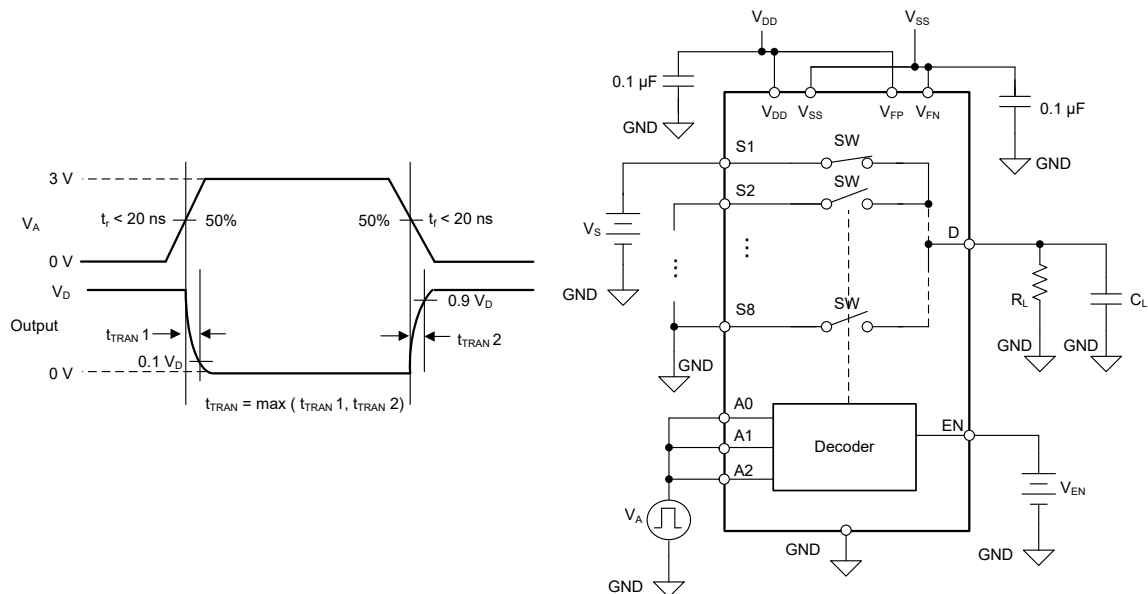 3 V
V_A
t_r < 20 ns
50%
50%
t_f < 20 ns
0 V
V_D
0.9 V_D
Output
t_TRAN 1
t_TRAN 2
0.1 V_D
0 V
t_TRAN = max ( t_TRAN 1, t_TRAN 2)
V_DD
V_SS
0.1 µF
0.1 µF
GND
V_DD
V_SS
V_FP
V_FN
GND
S1
SW
S2
SW
V_S
...
...
D
GND
S8
SW
R_L
C_L
GND
GND
GND
A0
A1
A2
Decoder
EN
V_A
V_EN
GND
GND
GND